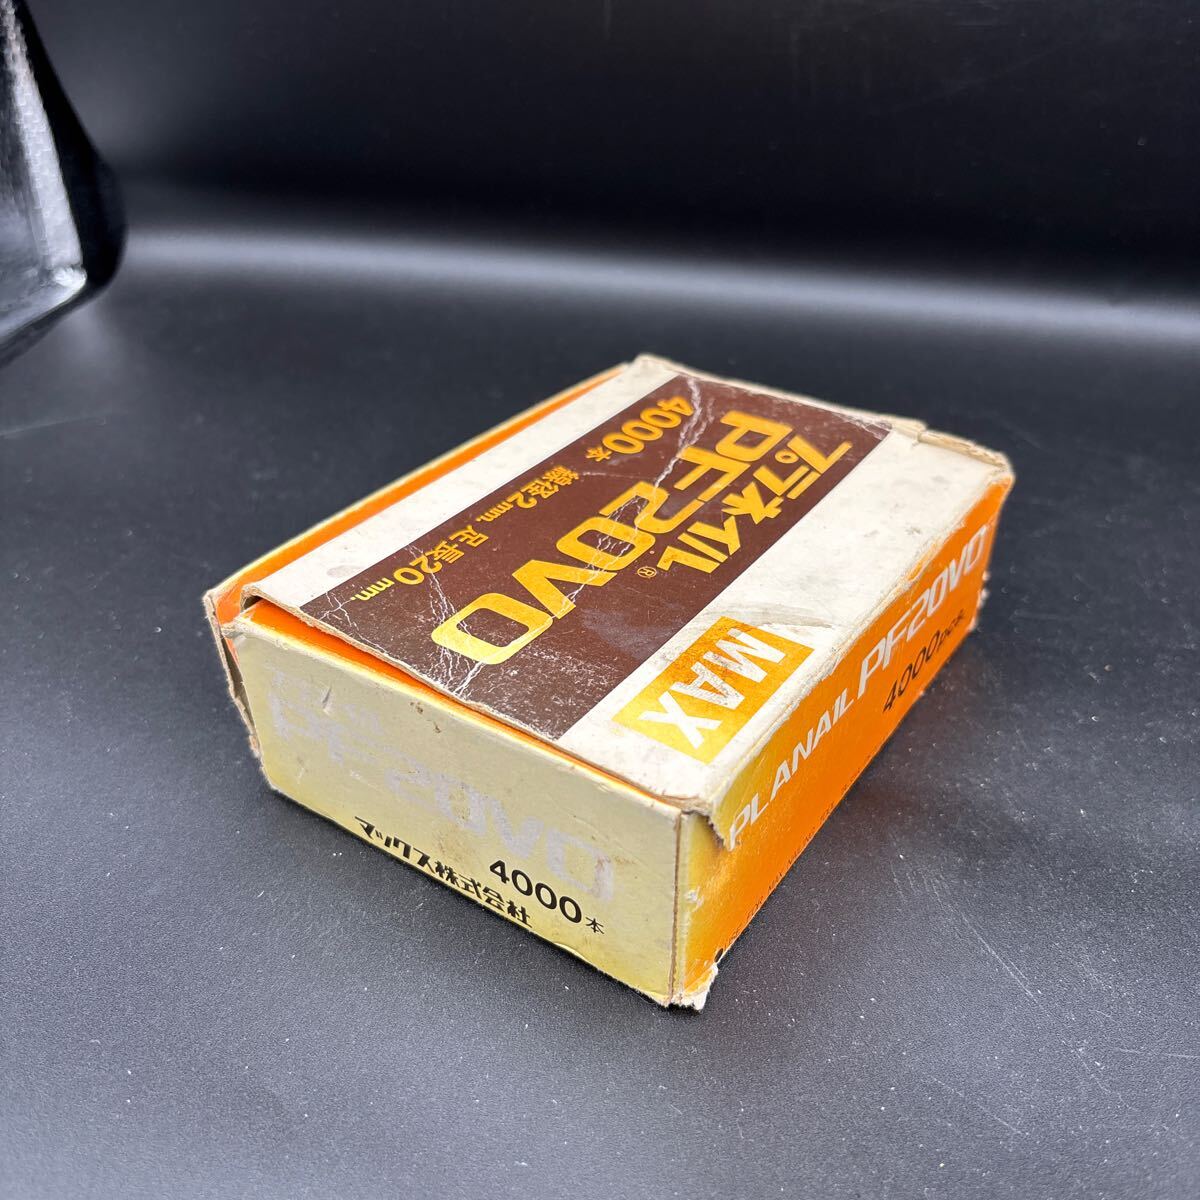 プラネイル®
PF20VO
4000本 線径2mm. 足長20mm.
MAX
PLANAIL PF20VO
4000pcs.
PF20VO
4000本
マックス株式会社